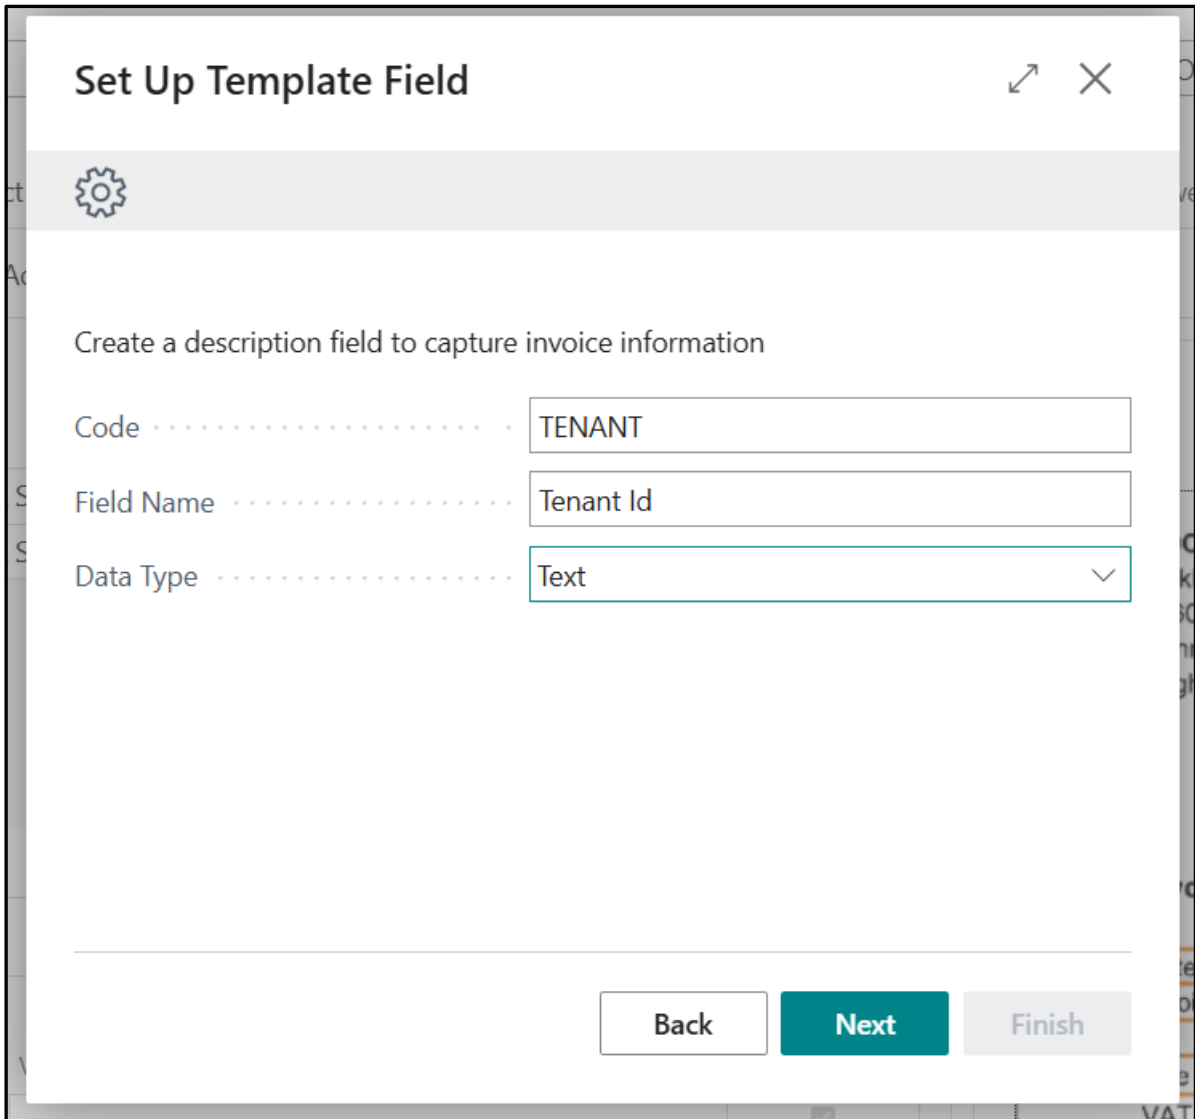 Set Up Template Field
Create a description field to capture invoice information
Code
TENANT
Field Name
Tenant Id
Data Type
Text
Back
Next
Finish
VAT